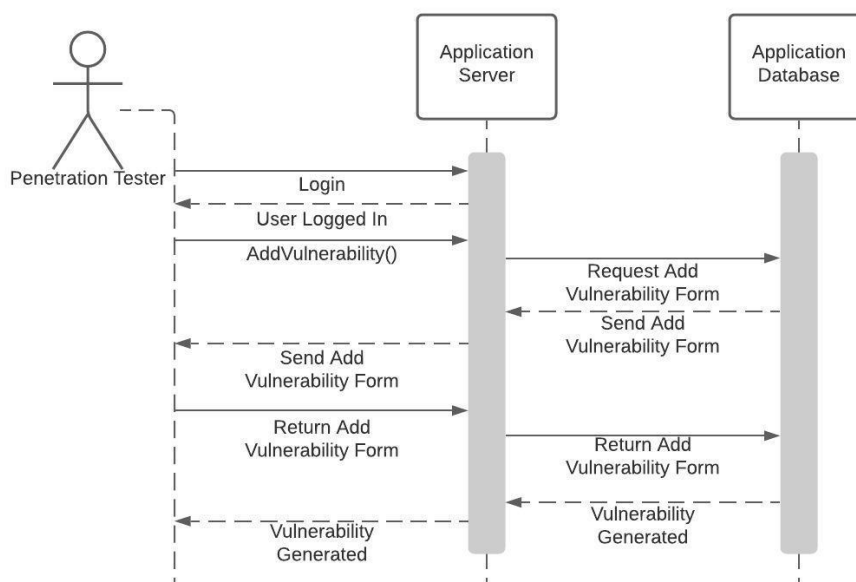 Application
Server
Application
Database
Penetration Tester
Login
User Logged In
AddVulnerability()
Request Add
Vulnerability Form
Send Add
Vulnerability Form
Send Add
Vulnerability Form
Return Add
Vulnerability Form
Return Add
Vulnerability Form
Vulnerability
Generated
Vulnerability
Generated